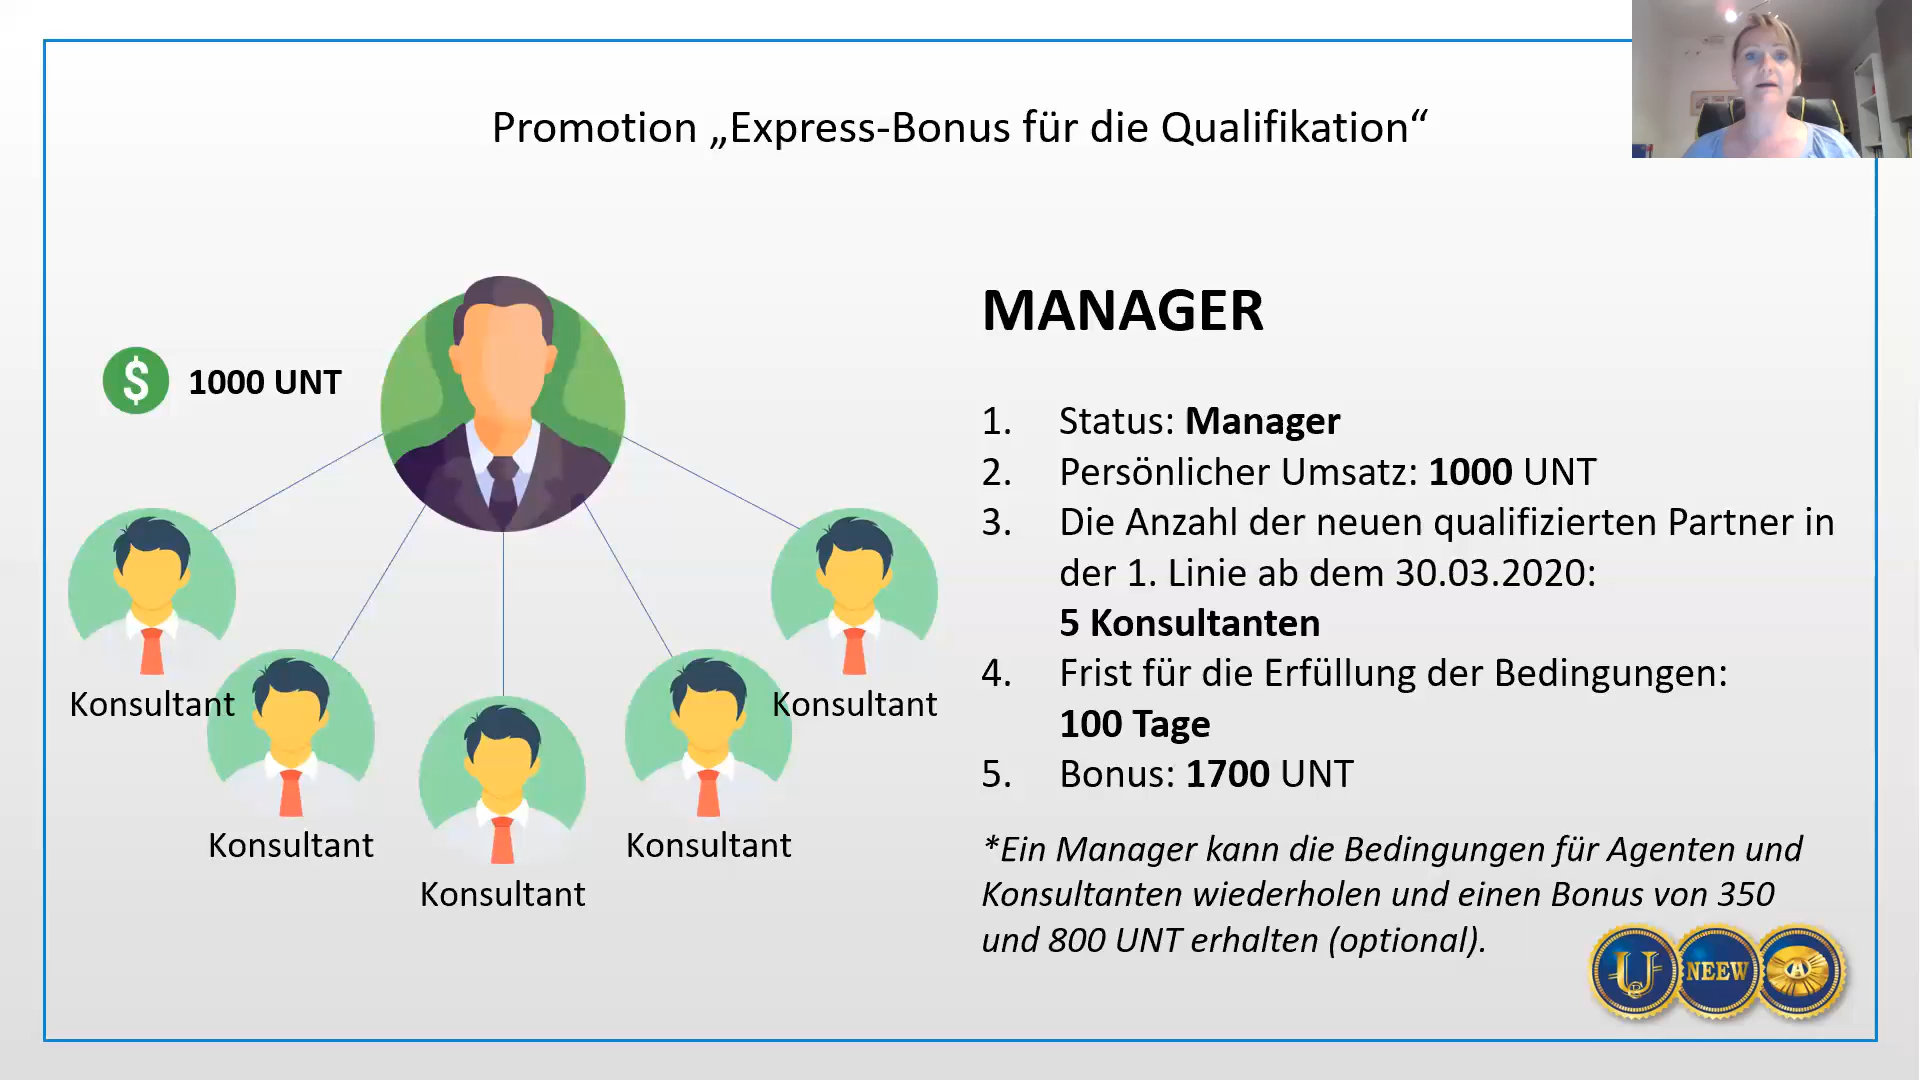 Promotion „Express-Bonus für die Qualifikation“
$ 1000 UNT
Konsultant
Konsultant
Konsultant
Konsultant
Konsultant
MANAGER
1. Status: Manager
2. Persönlicher Umsatz: 1000 UNT
3. Die Anzahl der neuen qualifizierten Partner in
der 1. Linie ab dem 30.03.2020:
5 Konsultanten
4. Frist für die Erfüllung der Bedingungen:
100 Tage
5. Bonus: 1700 UNT
*Ein Manager kann die Bedingungen für Agenten und
Konsultanten wiederholen und einen Bonus von 350
und 800 UNT erhalten (optional).
U NEEW A